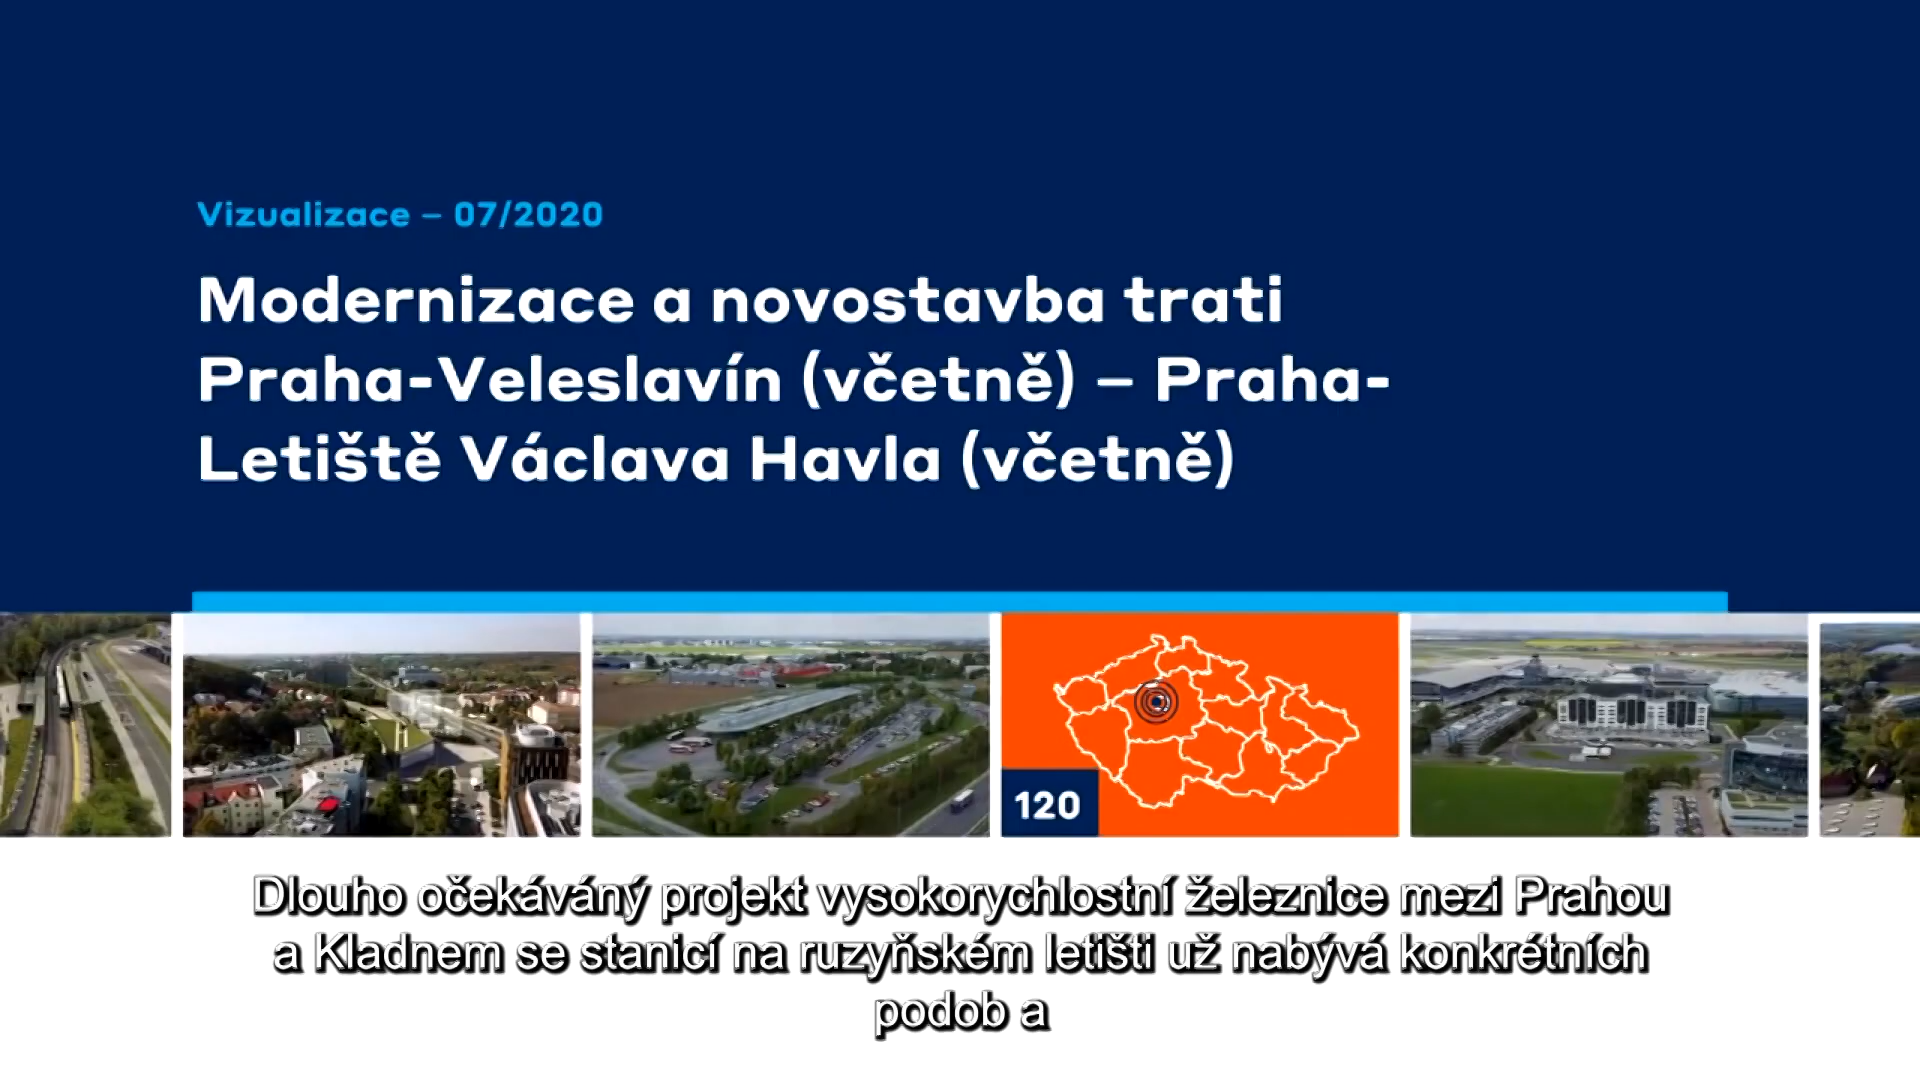 Vizualizace – 07/2020
Modernizace a novostavba trati
Praha-Veleslavín (včetně) – Praha-
Letiště Václava Havla (včetně)
120
Dlouho očekáváný projekt vysokorychlostní železnice mezi Prahou
a Kladnem se stanicí na ruzyňském letišti už nabývá konkrétních
podob a